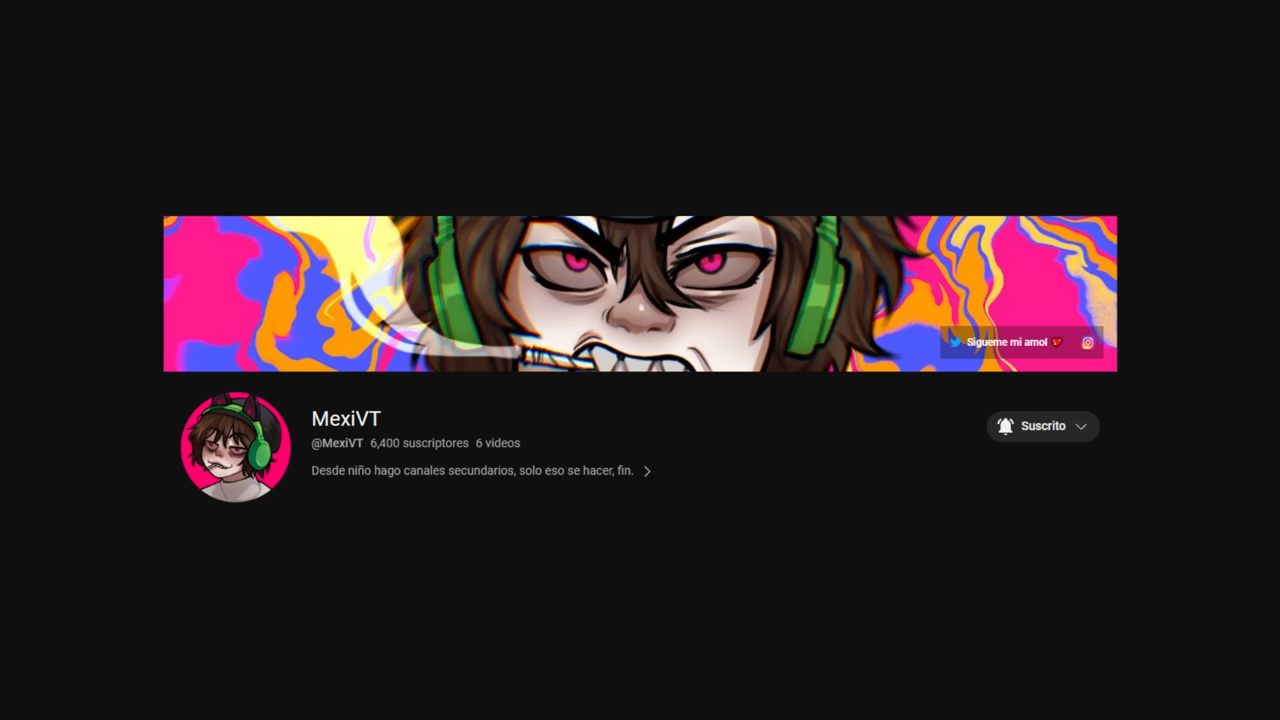 Sigueme mi amol
MexiVT
@MexiVT 6,400 suscriptores 6 videos
Suscrito
Desde niño hago canales secundarios, solo eso se hacer, fin.